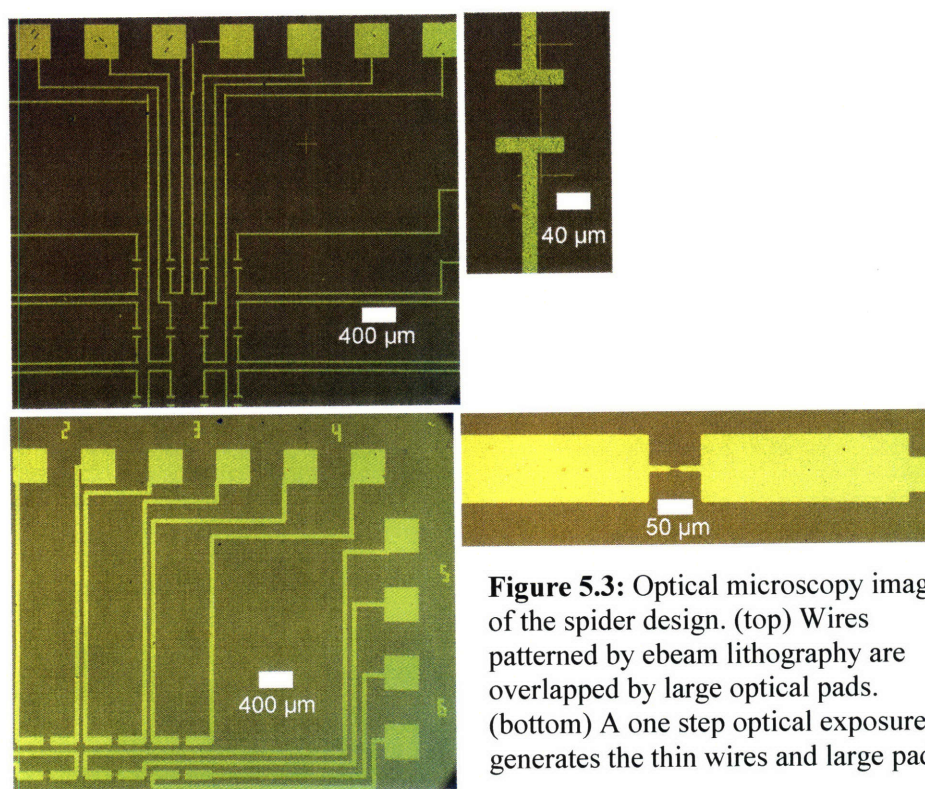 400 µm
40 µm
2 3 4
5
6
400 µm
50 µm
Figure 5.3: Optical microscopy imag
of the spider design. (top) Wires
patterned by ebeam lithography are
overlapped by large optical pads.
(bottom) A one step optical exposure
generates the thin wires and large pad